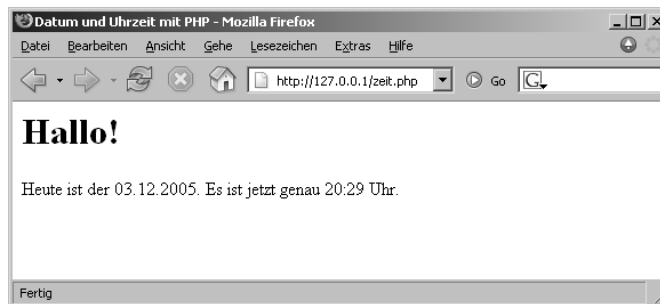 Datum und Uhrzeit mit PHP - Mozilla Firefox
Datei Bearbeiten Ansicht Gehe Lesezeichen Extras Hilfe
http://127.0.0.1/zeit.php Go G
Hallo!
Heute ist der 03.12.2005. Es ist jetzt genau 20:29 Uhr.
Fertig